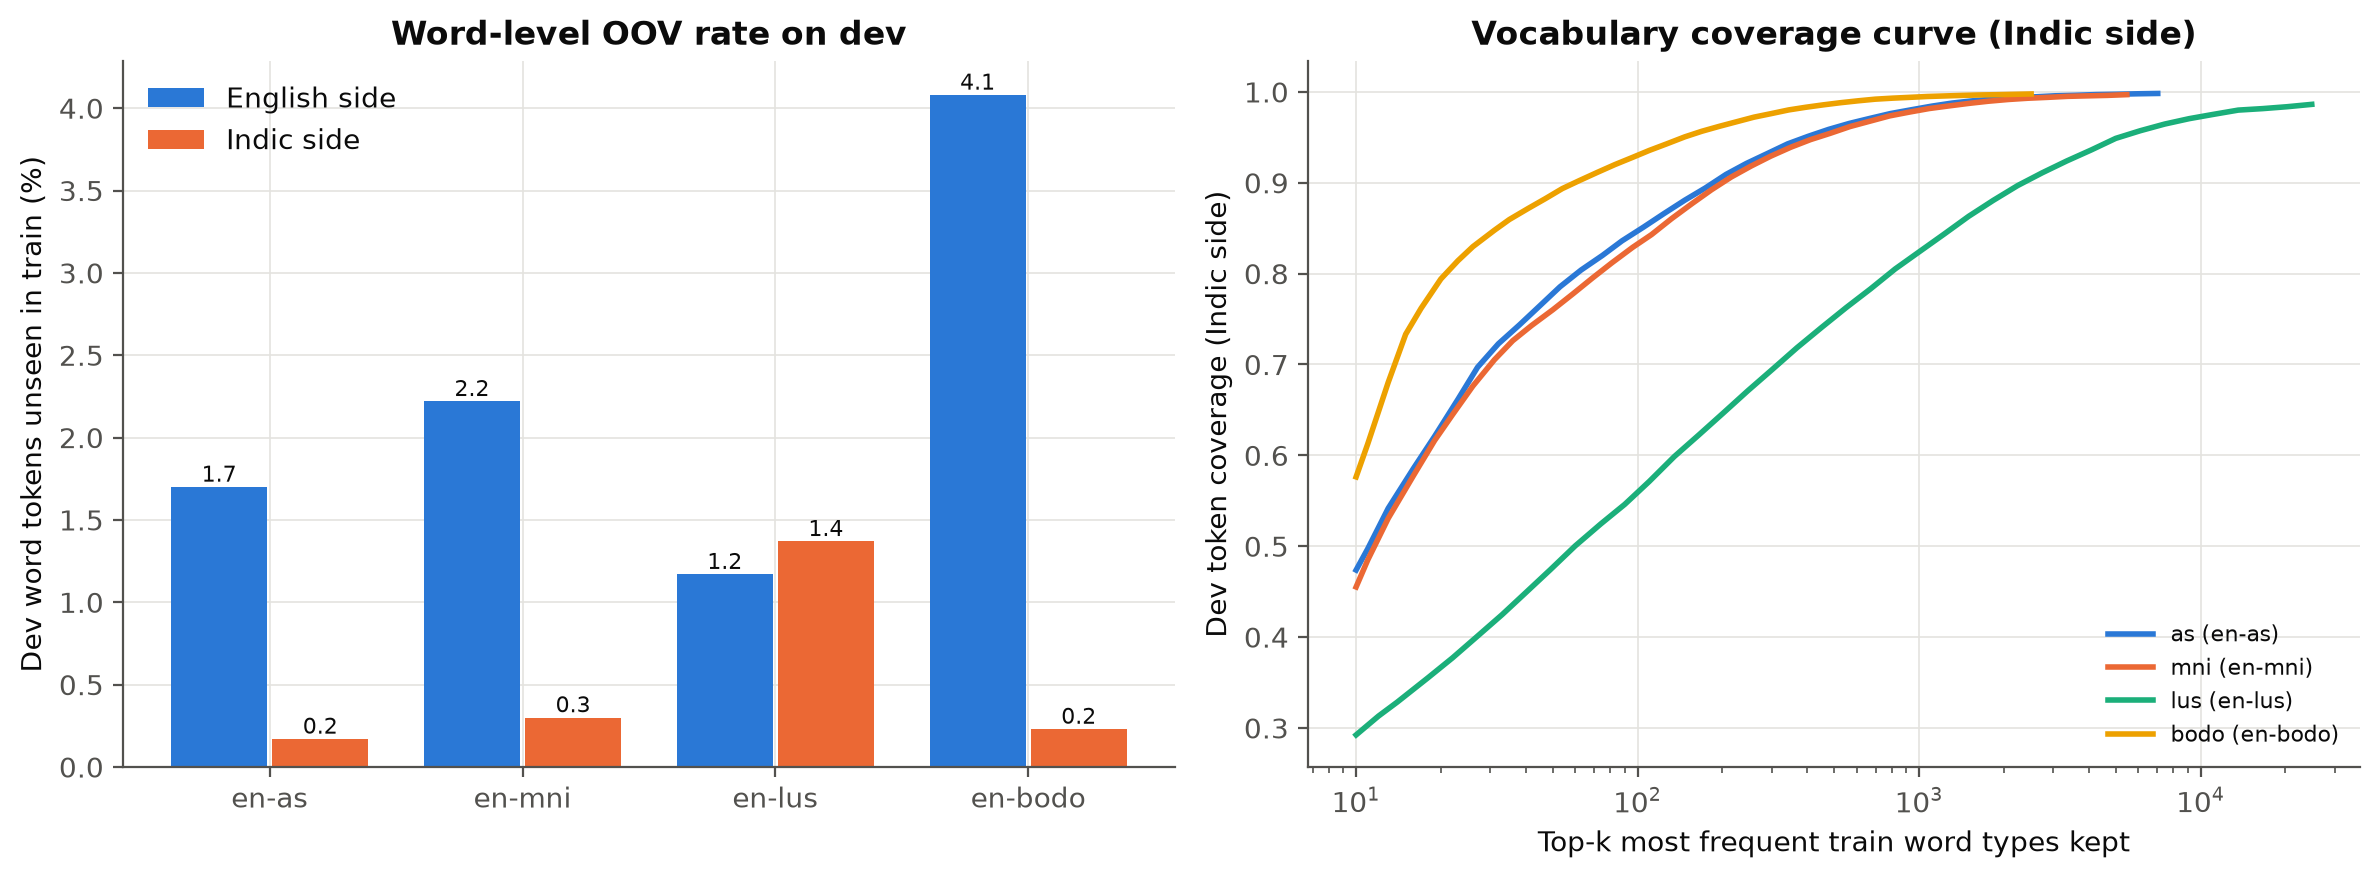 Word-level OOV rate on dev
English side
Indic side
Dev word tokens unseen in train (%)
4.0
3.5
3.0
2.5
2.0
1.5
1.0
0.5
0.0
1.7
0.2
2.2
0.3
1.2
1.4
4.1
0.2
en-as
en-mni
en-lus
en-bodo
Vocabulary coverage curve (Indic side)
Dev token coverage (Indic side)
1.0
0.9
0.8
0.7
0.6
0.5
0.4
0.3
as (en-as)
mni (en-mni)
lus (en-lus)
bodo (en-bodo)
10¹
10²
10³
10⁴
Top-k most frequent train word types kept